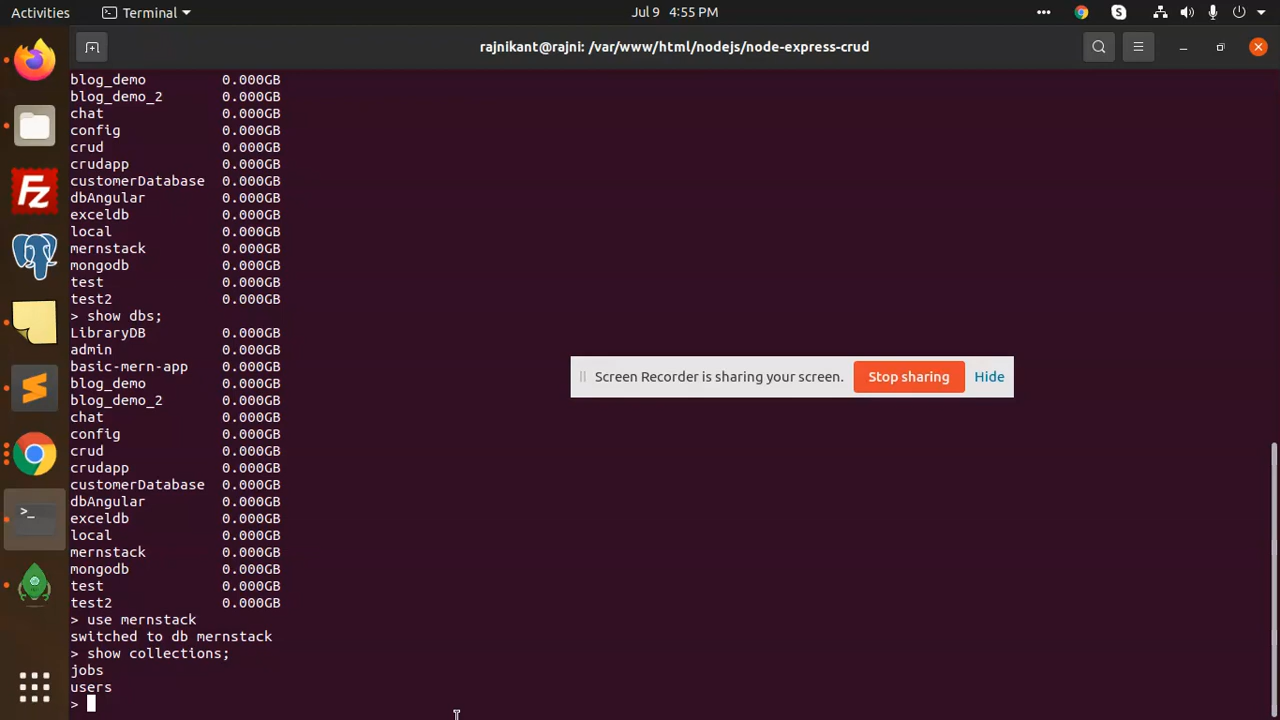 Activities Terminal Jul 9 4:55 PM
rajnikant@rajni: /var/www/html/nodejs/node-express-crud
blog_demo 0.000GB
blog_demo_2 0.000GB
chat 0.000GB
config 0.000GB
crud 0.000GB
crudapp 0.000GB
customerDatabase 0.000GB
dbAngular 0.000GB
exceldb 0.000GB
local 0.000GB
mernstack 0.000GB
mongodb 0.000GB
test 0.000GB
test2 0.000GB
> show dbs;
LibraryDB 0.000GB
admin 0.000GB
basic-mern-app 0.000GB
blog_demo 0.000GB
blog_demo_2 0.000GB
chat 0.000GB
config 0.000GB
crud 0.000GB
crudapp 0.000GB
customerDatabase 0.000GB
dbAngular 0.000GB
exceldb 0.000GB
local 0.000GB
mernstack 0.000GB
mongodb 0.000GB
test 0.000GB
test2 0.000GB
> use mernstack
switched to db mernstack
> show collections;
jobs
users
>
Screen Recorder is sharing your screen. Stop sharing Hide
Fz
>_